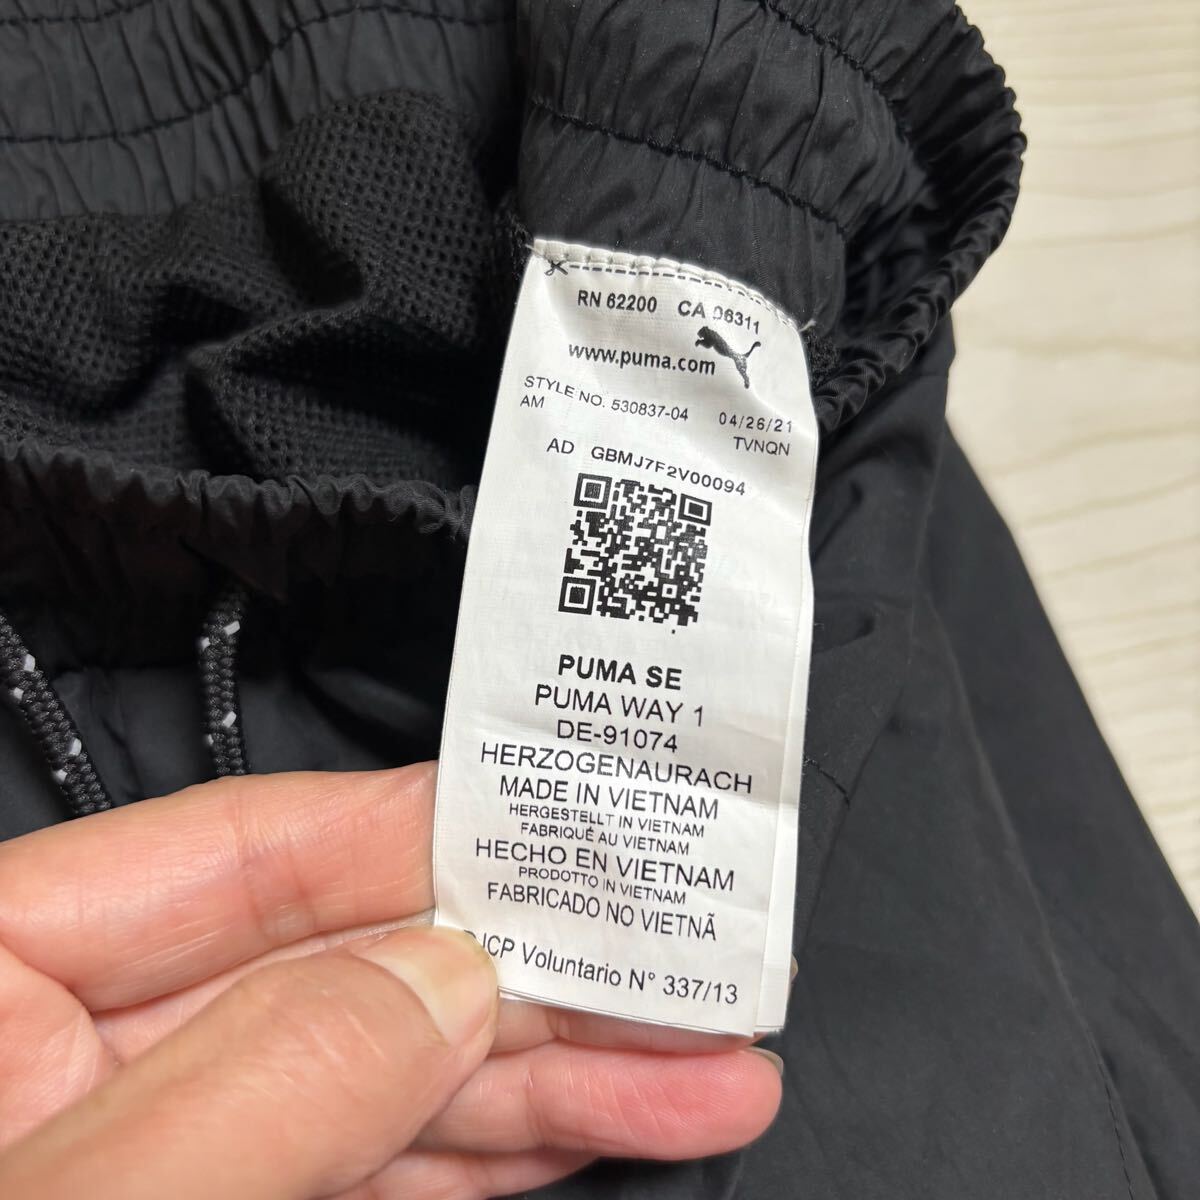 RN 62200 CA 06311
www.puma.com
STYLE NO. 530837-04 04/26/21
AM TVNQN
AD GBMJ7F2V00094
PUMA SE
PUMA WAY 1
DE-91074
HERZOGENAURACH
MADE IN VIETNAM
HERGESTELLT IN VIETNAM
FABRIQUÉ AU VIETNAM
HECHO EN VIETNAM
PRODOTTO IN VIETNAM
FABRICADO NO VIETNÃ
Voluntario N° 337/13